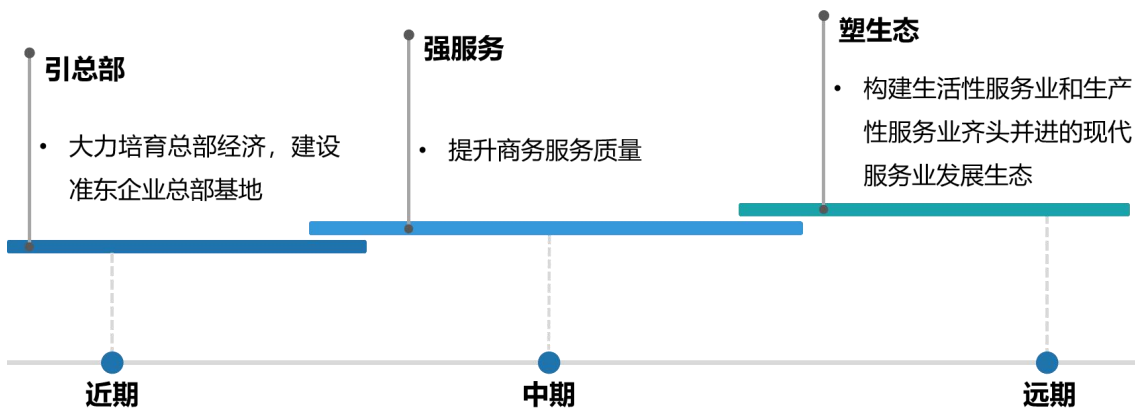 引总部
• 大力培育总部经济，建设
准东企业总部基地
强服务
• 提升商务服务质量
塑生态
• 构建生活性服务业和生产
性服务业齐头并进的现代
服务业发展生态
近期
中期
远期